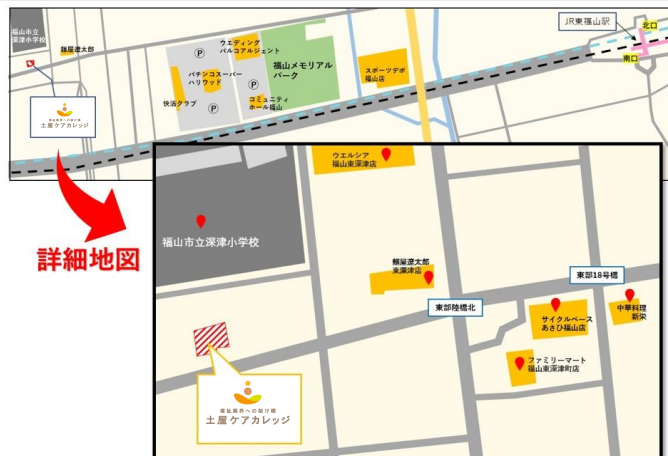 福山市立
深津小学校
麺屋遼太郎
ウエディング
パルコアルジェント
P
パチンコスーパー
ハリウッド
快活クラブ
P
P
コミュニティ
ホール福山
福山メモリアル
パーク
スポーツデポ
福山店
JR東福山駅
北口
南口
福祉業界への架け橋
土屋ケアカレッジ
詳細地図
ウエルシア
福山東深津店
福山市立深津小学校
麺屋遼太郎
東深津店
東部陸橋北
東部18号橋
サイクルベース
あさひ福山店
中華料理
新栄
ファミリーマート
福山東深津町店
福祉業界への架け橋
土屋ケアカレッジ